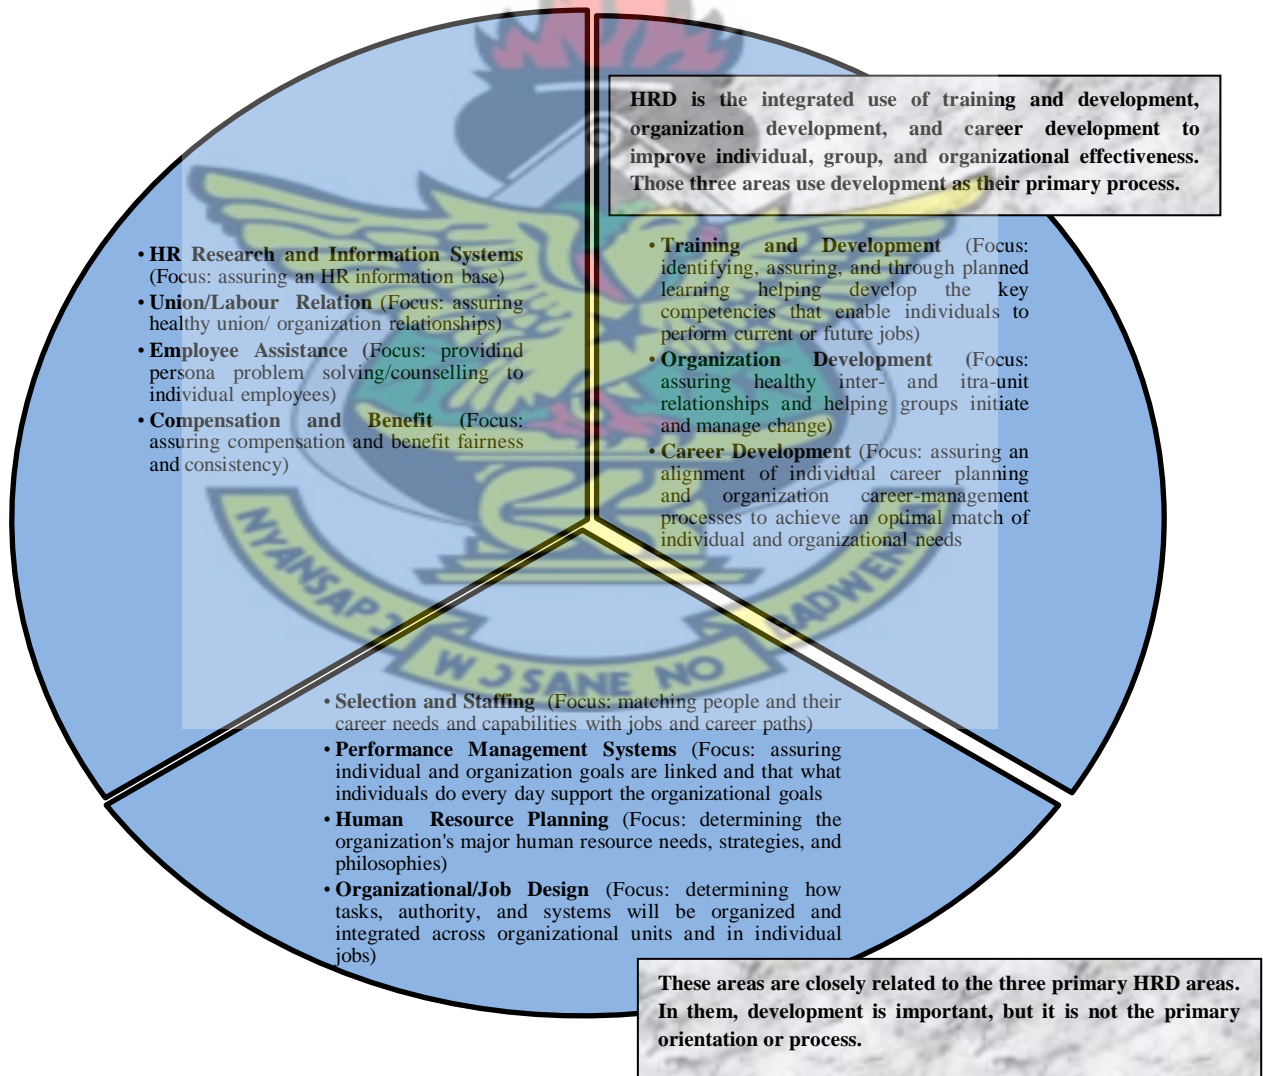 HRD is the integrated use of training and development,
organization development, and career development to
improve individual, group, and organizational effectiveness.
Those three areas use development as their primary process.
• HR Research and Information Systems
(Focus: assuring an HR information base)
• Union/Labour Relation (Focus: assuring
healthy union/ organization relationships)
• Employee Assistance (Focus: providind
persona problem solving/counselling to
individual employees)
• Compensation and Benefit (Focus:
assuring compensation and benefit fairness
and consistency)
• Training and Development (Focus:
identifying, assuring, and through planned
learning helping develop the key
competencies that enable individuals to
perform current or future jobs)
• Organization Development (Focus:
assuring healthy inter- and itra-unit
relationships and helping groups initiate
and manage change)
• Career Development (Focus: assuring an
alignment of individual career planning
and organization career-management
processes to achieve an optimal match of
individual and organizational needs
NYANSAPƆ
WƆSANE NO
BADWENMA
• Selection and Staffing (Focus: matching people and their
career needs and capabilities with jobs and career paths)
• Performance Management Systems (Focus: assuring
individual and organization goals are linked and that what
individuals do every day support the organizational goals
• Human Resource Planning (Focus: determining the
organization's major human resource needs, strategies, and
philosophies)
• Organizational/Job Design (Focus: determining how
tasks, authority, and systems will be organized and
integrated across organizational units and in individual
jobs)
These areas are closely related to the three primary HRD areas.
In them, development is important, but it is not the primary
orientation or process.